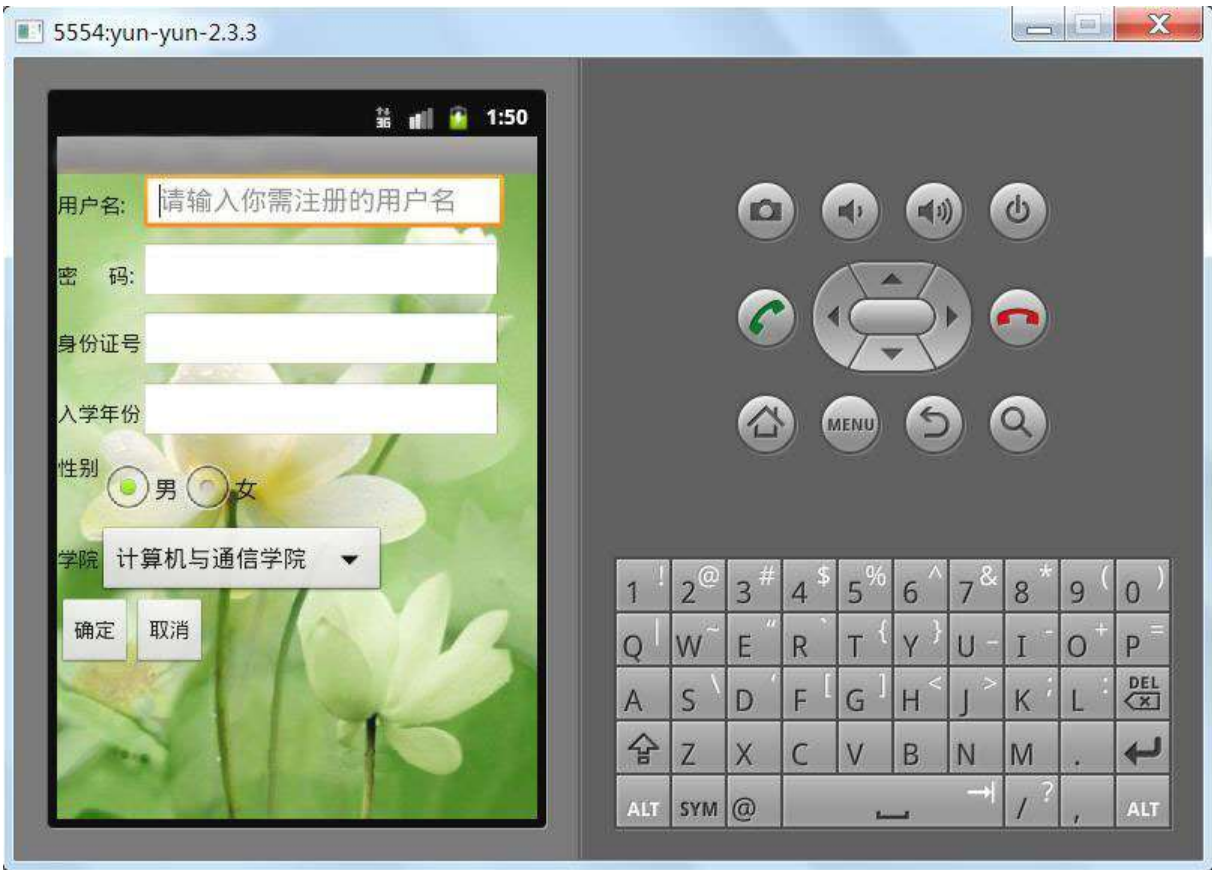 5554:yun-yun-2.3.3
3G 1:50
用户名: 请输入你需注册的用户名
密 码:
身份证号
入学年份
性别 男 女
学院 计算机与通信学院
确定 取消
MENU
1 ! 2 @ 3 # 4 $ 5 % 6 ^ 7 & 8 * 9 ( 0 )
Q | W ~ E " R ` T { Y } U _ I - O + P =
A S \ D ' F [ G ] H < J > K ; L : DEL
Z X C V B N M .
ALT SYM @ / ? , ALT